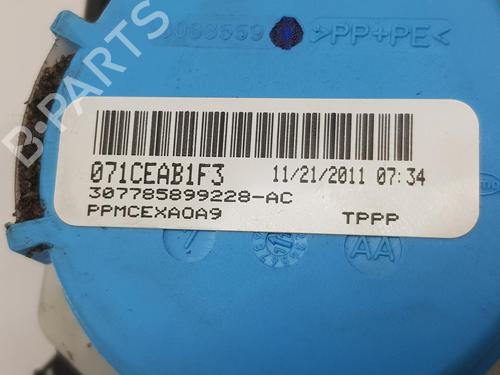 >PP+PE<
B-PARTS
071CEAB1F3 11/21/2011 07:34
307785899228-AC
PPMCEXA0A9 TPPP
AA